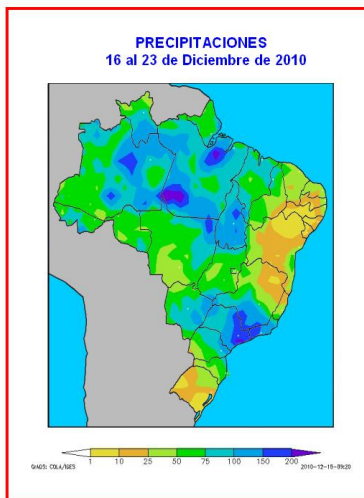 PRECIPITACIONES
16 al 23 de Diciembre de 2010
1 10 25 50 75 100 150 200
GrADS: COLA/IGES 2010-12-16-09:20